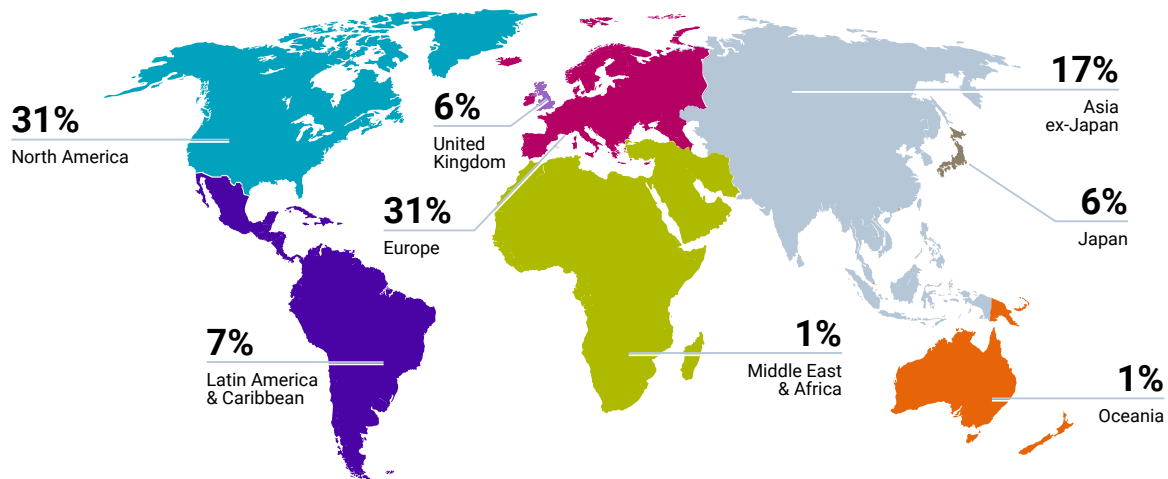 31%
North America
6%
United
Kingdom
31%
Europe
7%
Latin America
& Caribbean
1%
Middle East
& Africa
17%
Asia
ex-Japan
6%
Japan
1%
Oceania